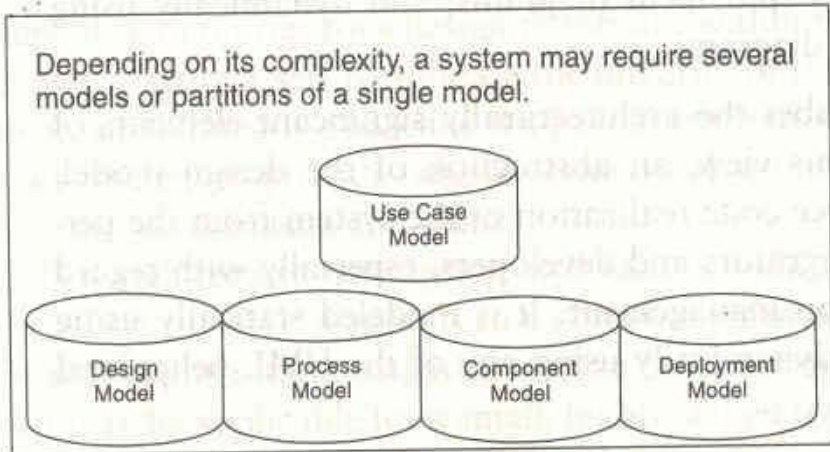 Depending on its complexity, a system may require several
models or partitions of a single model.
Use Case
Model
Design
Model
Process
Model
Component
Model
Deployment
Model